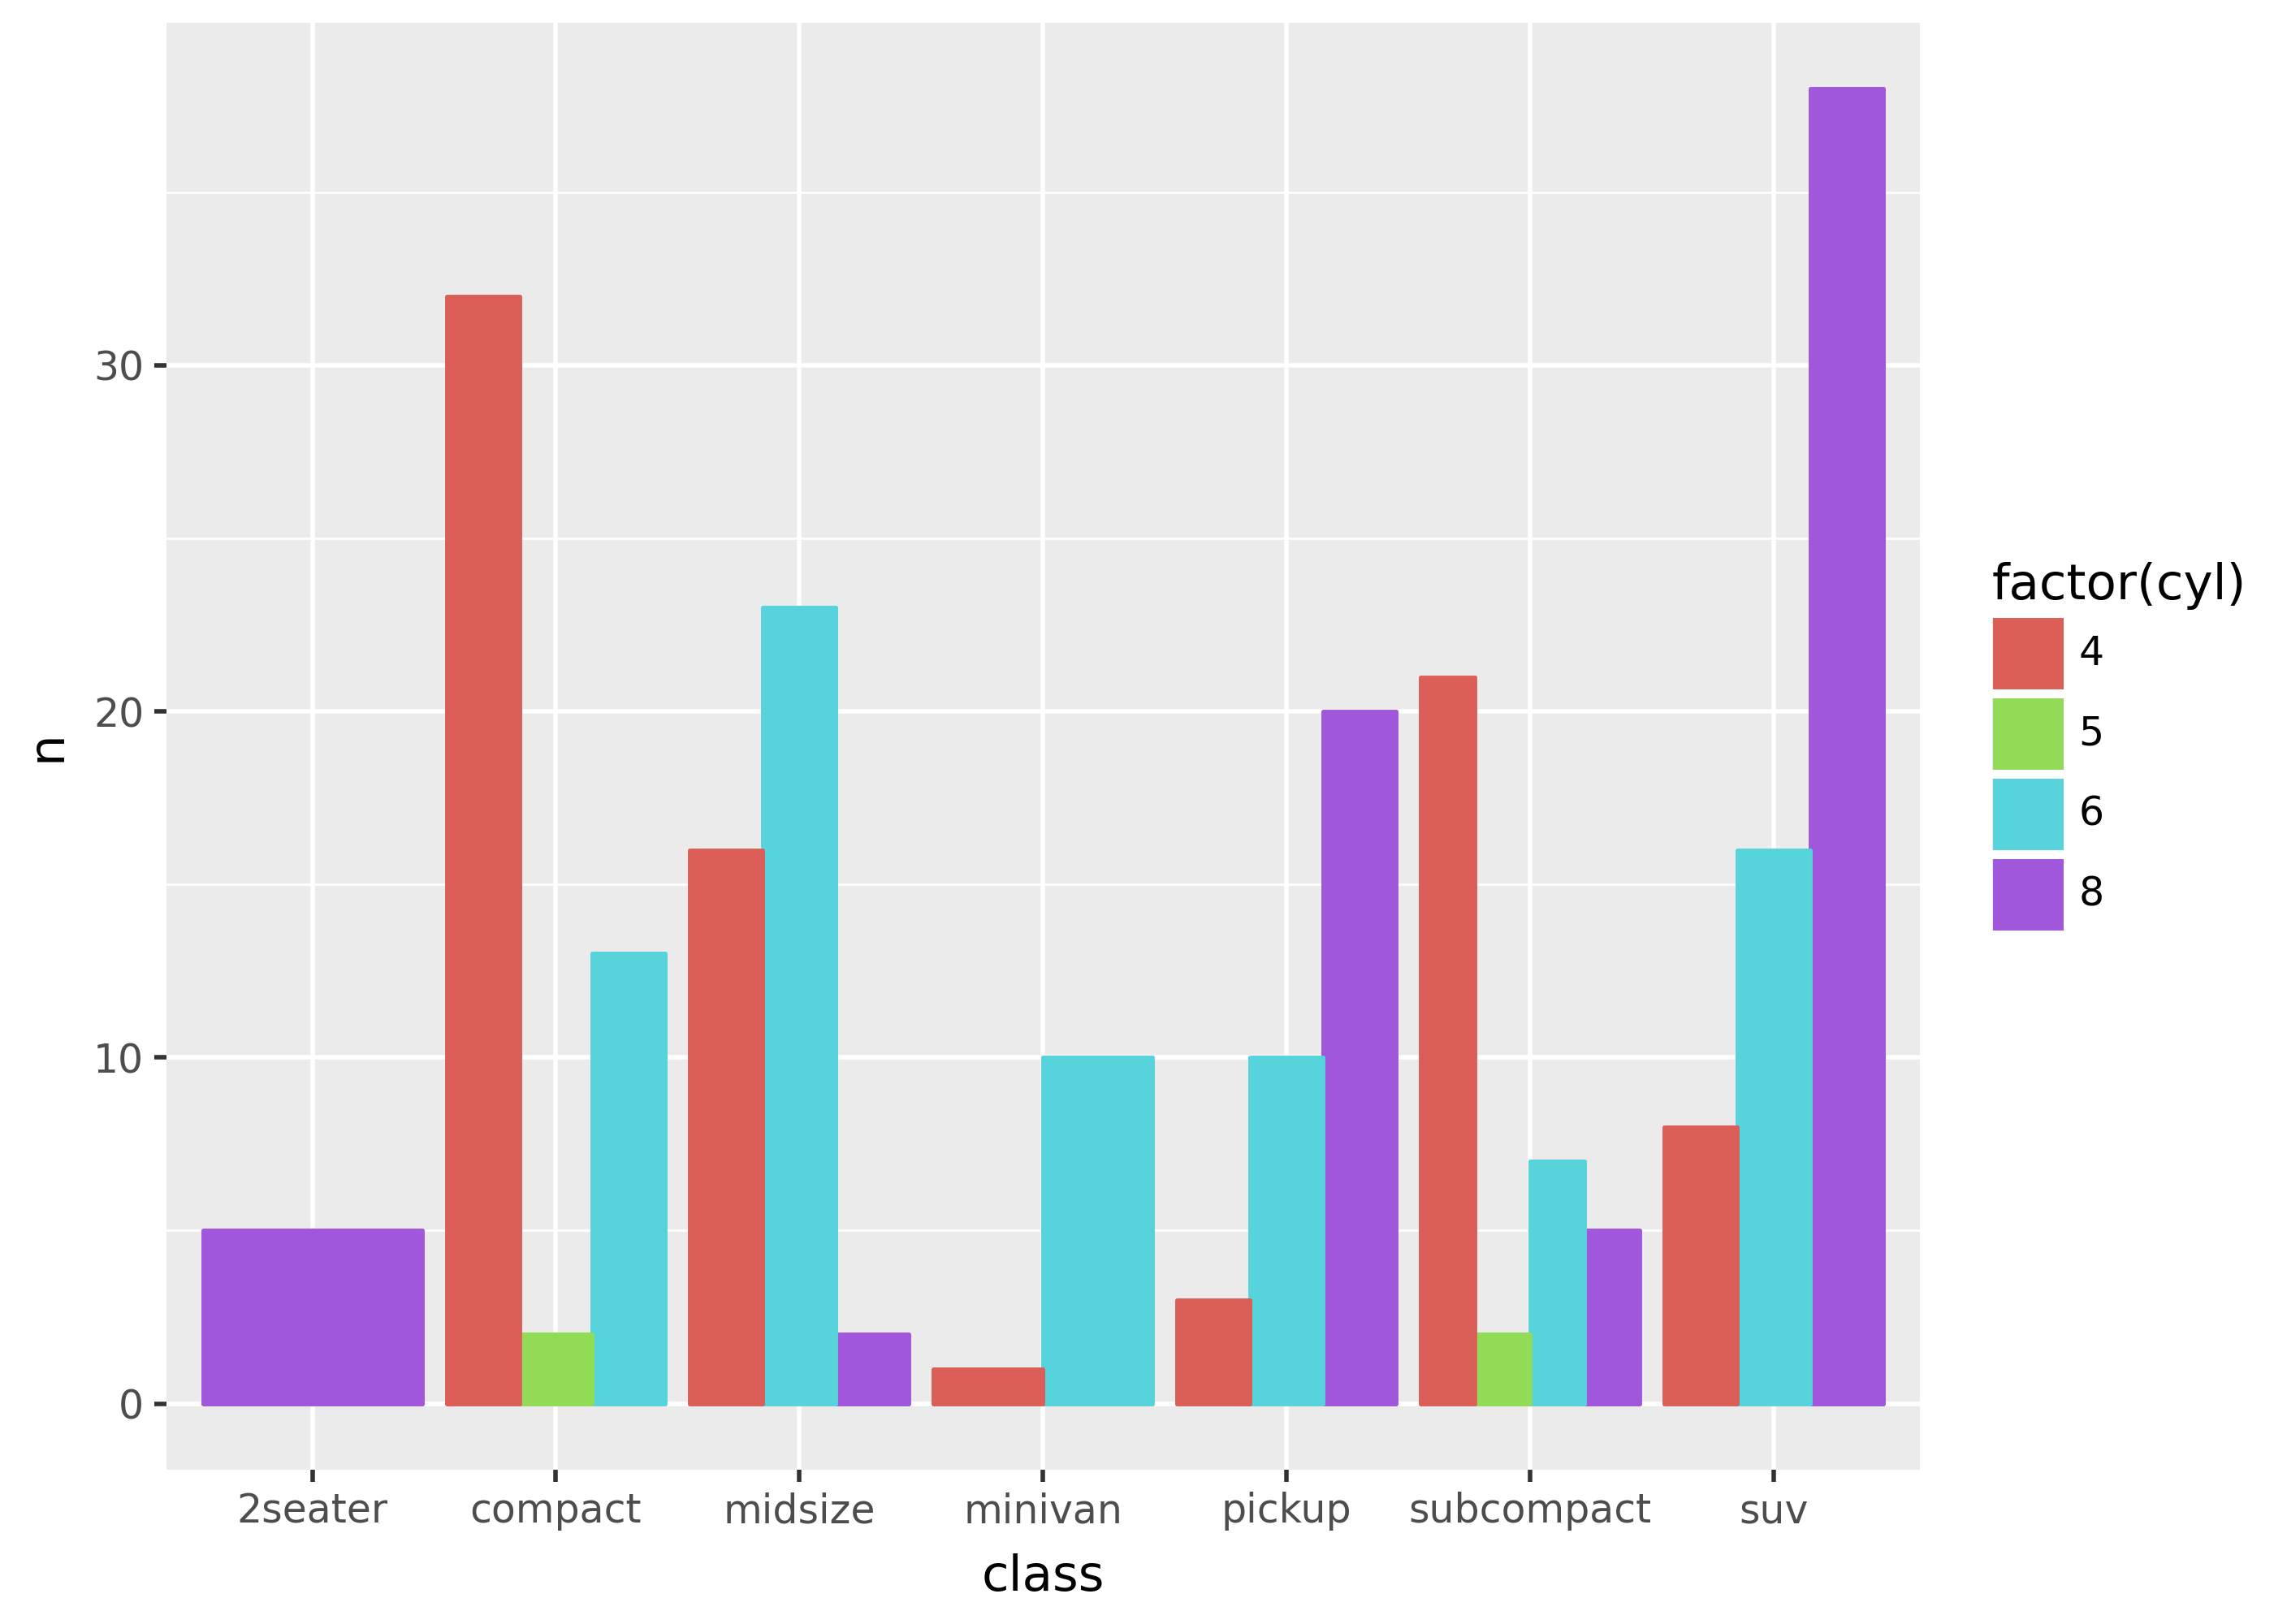 n
30
20
10
0
2seater compact midsize minivan pickup subcompact suv
class
factor(cyl)
4
5
6
8